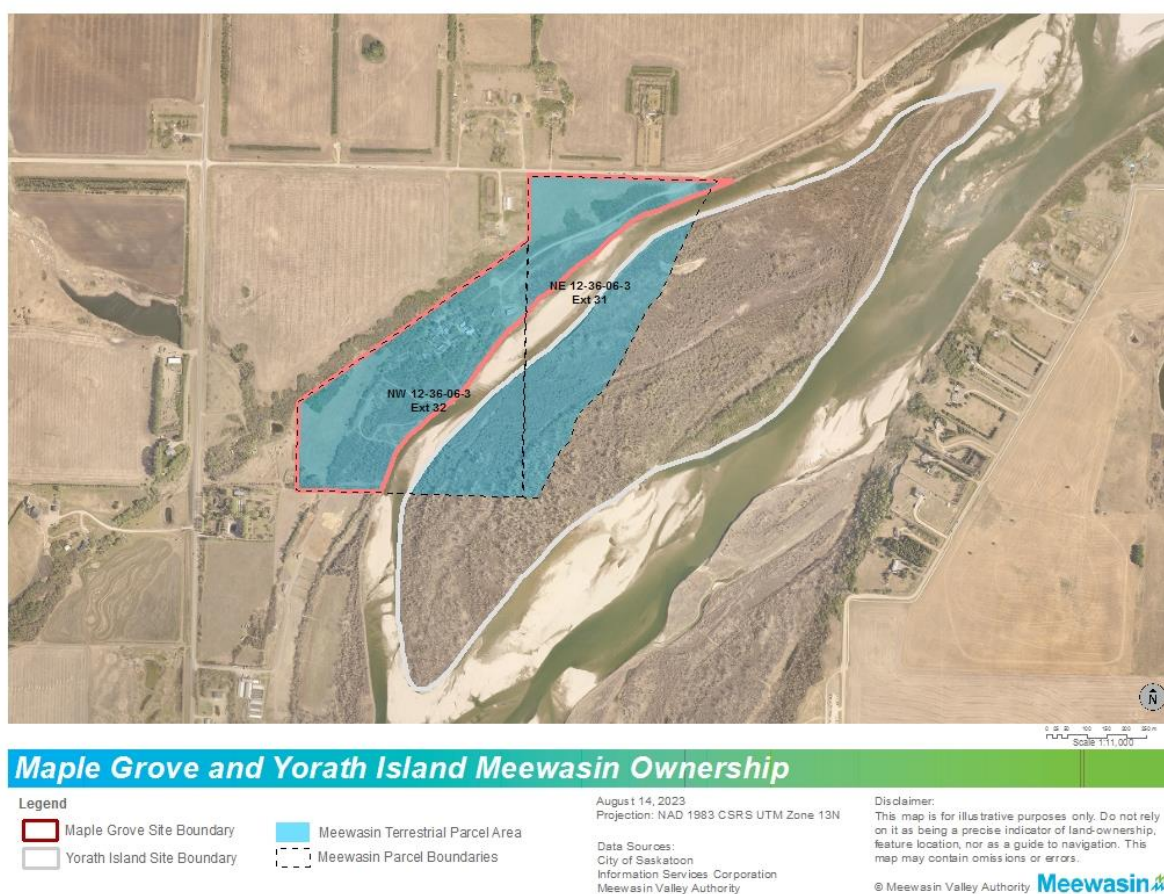 NE 12-36-06-3
Ext 31
NW 12-36-06-3
Ext 32
N
Scale 1:11,000
Maple Grove and Yorath Island Meewasin Ownership
Legend
Maple Grove Site Boundary
Yorath Island Site Boundary
Meewasin Terrestrial Parcel Area
Meewasin Parcel Boundaries
August 14, 2023
Projection: NAD 1983 CSRS UTM Zone 13N
Data Sources:
City of Saskatoon
Information Services Corporation
Meewasin Valley Authority
Disclaimer:
This map is for illustrative purposes only. Do not rely
on it as being a precise indicator of land-ownership,
feature location, nor as a guide to navigation. This
map may contain omissions or errors.
© Meewasin Valley Authority
Meewasin